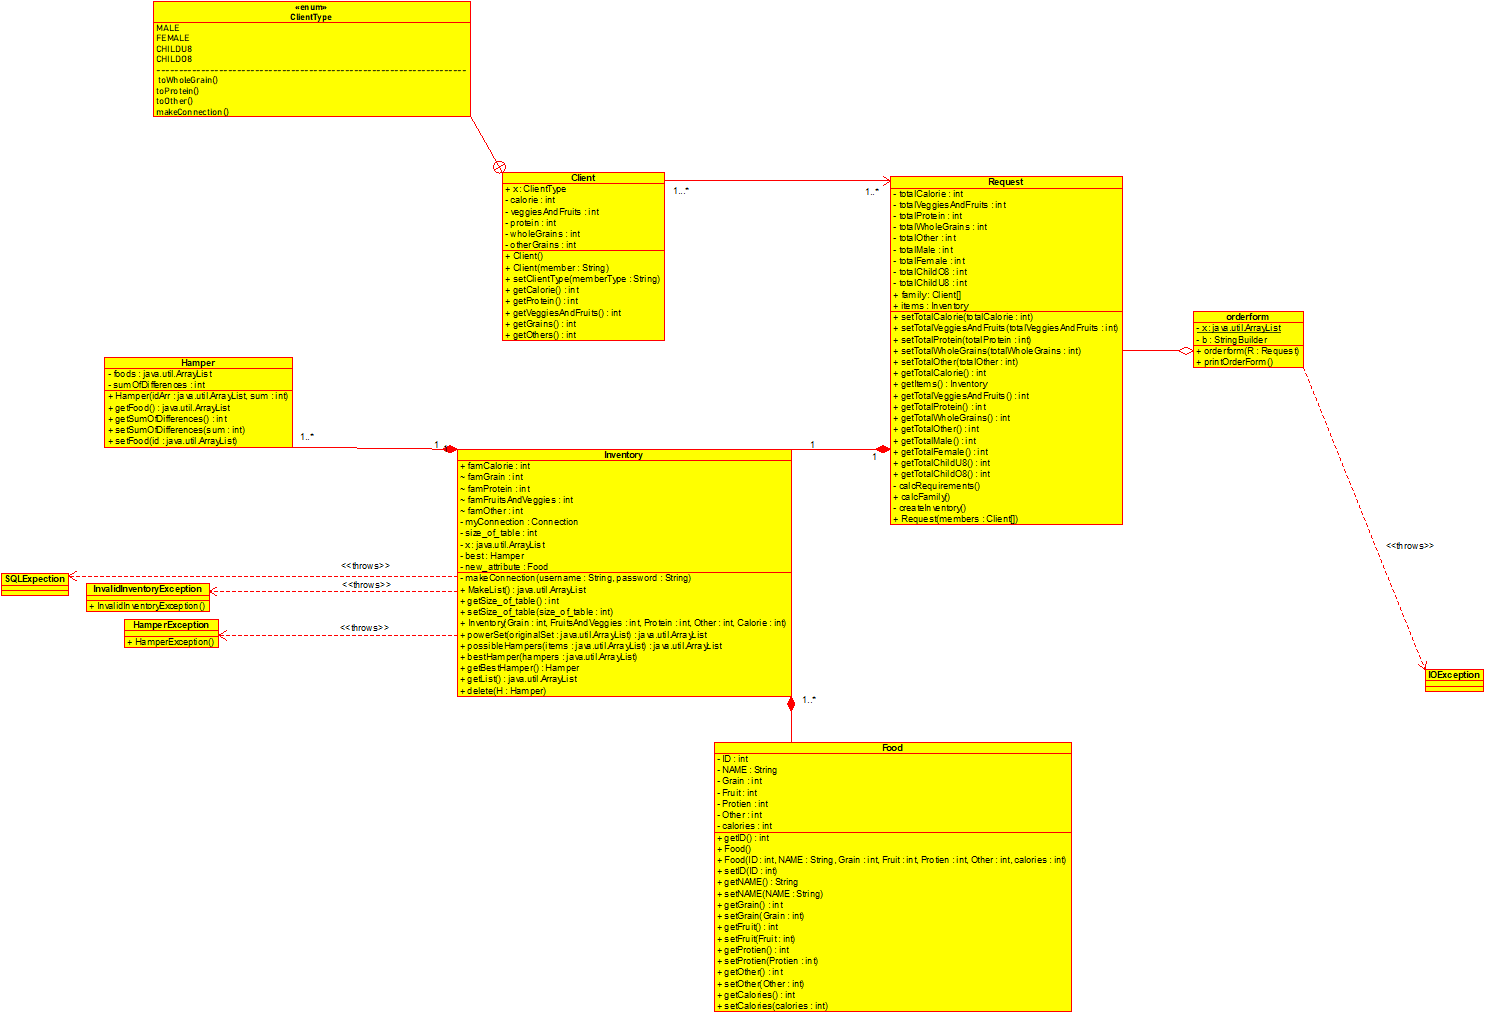 «enum»
ClientType
MALE
FEMALE
CHILDU8
CHILDO8
toWholeGrain()
toProtein()
toOther()
makeConnection()
Client
+ x : ClientType
- calorie : int
- veggiesAndFruits : int
- protein : int
- wholeGrains : int
- otherGrains : int
+ Client()
+ Client(member : String)
+ setClientType(memberType : String)
+ getCalorie() : int
+ getProtein() : int
+ getVeggiesAndFruits() : int
+ getGrains() : int
+ getOthers() : int
1...*
1..*
Request
- totalCalorie : int
- totalVeggiesAndFruits : int
- totalProtein : int
- totalWholeGrains : int
- totalOther : int
- totalMale : int
- totalFemale : int
- totalChildO8 : int
- totalChildU8 : int
+ family: Client[]
+ items : Inventory
+ setTotalCalorie(totalCalorie : int)
+ setTotalVeggiesAndFruits(totalVeggiesAndFruits : int)
+ setTotalProtein(totalProtein : int)
+ setTotalWholeGrains(totalWholeGrains : int)
+ setTotalOther(totalOther : int)
+ getTotalCalorie() : int
+ getItems() : Inventory
+ getTotalVeggiesAndFruits() : int
+ getTotalProtein() : int
+ getTotalWholeGrains() : int
+ getTotalOther() : int
+ getTotalMale() : int
+ getTotalFemale() : int
+ getTotalChildU8() : int
+ getTotalChildO8() : int
- calcRequirements()
+ calcFamily()
- createInventory()
+ Request(members : Client[])
orderform
- x : java.util.ArrayList
- b : StringBuilder
+ orderform(R : Request)
+ printOrderForm()
<<throws>>
IOException
Hamper
- foods : java.util.ArrayList
- sumOfDifferences : int
+ Hamper(idArr : java.util.ArrayList, sum : int)
+ getFood() : java.util.ArrayList
+ getSumOfDifferences() : int
+ setSumOfDifferences(sum : int)
+ setFood(id : java.util.ArrayList)
1..*
1
1
1
Inventory
+ famCalorie : int
~ famGrain : int
~ famProtein : int
~ famFruitsAndVeggies : int
~ famOther : int
- myConnection : Connection
- size_of_table : int
- x : java.util.ArrayList
- best : Hamper
- new_attribute : Food
- makeConnection(username : String, password : String)
+ MakeList() : java.util.ArrayList
+ getSize_of_table() : int
+ setSize_of_table(size_of_table : int)
+ Inventory(Grain : int, FruitsAndVeggies : int, Protein : int, Other : int, Calorie : int)
+ powerSet(originalSet : java.util.ArrayList) : java.util.ArrayList
+ possibleHampers(items : java.util.ArrayList) : java.util.ArrayList
+ bestHamper(hampers : java.util.ArrayList)
+ getBestHamper() : Hamper
+ getList() : java.util.ArrayList
+ delete(H : Hamper)
<<throws>>
SQLExpection
<<throws>>
InvalidInventoryException
+ InvalidInventoryException()
<<throws>>
HamperException
+ HamperException()
1..*
Food
- ID : int
- NAME : String
- Grain : int
- Fruit : int
- Protien : int
- Other : int
- calories : int
+ getID() : int
+ Food()
+ Food(ID : int, NAME : String, Grain : int, Fruit : int, Protien : int, Other : int, calories : int)
+ setID(ID : int)
+ getNAME() : String
+ setNAME(NAME : String)
+ getGrain() : int
+ setGrain(Grain : int)
+ getFruit() : int
+ setFruit(Fruit : int)
+ getProtien() : int
+ setProtien(Protien : int)
+ getOther() : int
+ setOther(Other : int)
+ getCalories() : int
+ setCalories(calories : int)